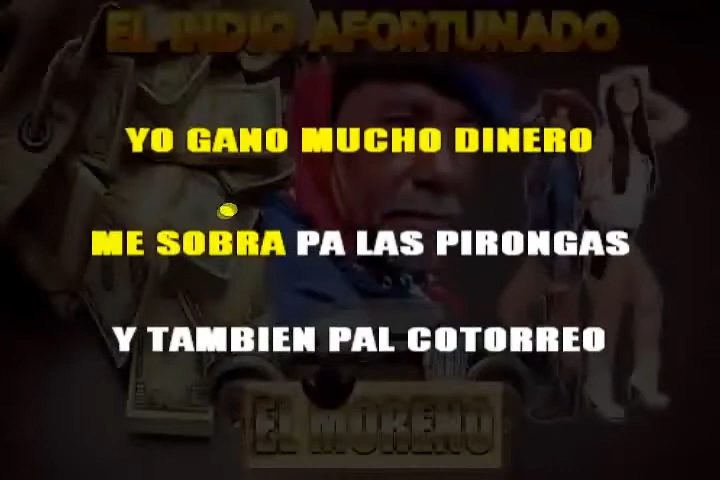 EL INDIO AFORTUNADO
YO GANO MUCHO DINERO
ME SOBRA PA LAS PIRONGAS
Y TAMBIEN PAL COTORREO
EL MORENO